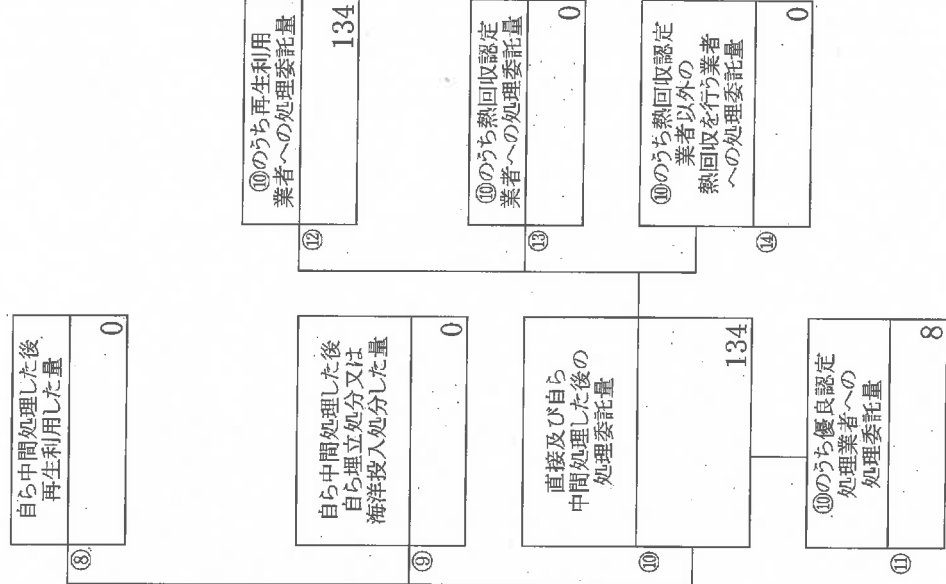 ⑧
自ら中間処理した後
再生利用した量
0
⑨
自ら中間処理した後
自ら埋立処分又は
海洋投入処分した量
0
⑩
直接及び自ら
中間処理した後の
処理委託量
134
⑪
⑩のうち優良認定
処理業者への
処理委託量
8
⑫
⑩のうち再生利用
業者への処理委託量
134
⑬
⑩のうち熱回収認定
業者への処理委託量
0
⑭
⑩のうち熱回収認定
業者以外の
熱回収を行う業者
への処理委託量
0